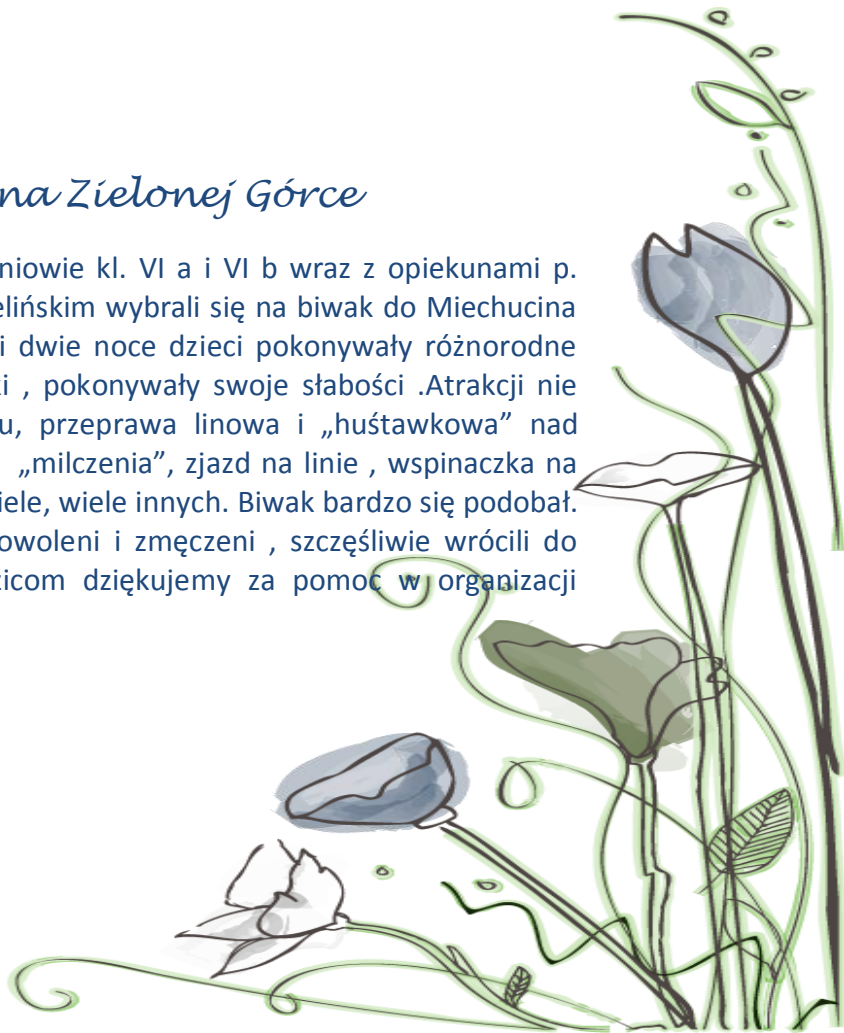 na Zielonej Górce
niowie kl. VI a i VI b wraz z opiekunami p.
elińskim wybrali się na biwak do Miechucina
i dwie noce dzieci pokonywały różnorodne
i , pokonywały swoje słabości .Atrakcji nie
u, przeprawa linowa i „huśtawkowa” nad
„milczenia”, zjazd na linie , wspinaczka na
iele, wiele innych. Biwak bardzo się podobał.
owoleni i zmęczeni , szczęśliwie wrócili do
zicom dziękujemy za pomoc w organizacji